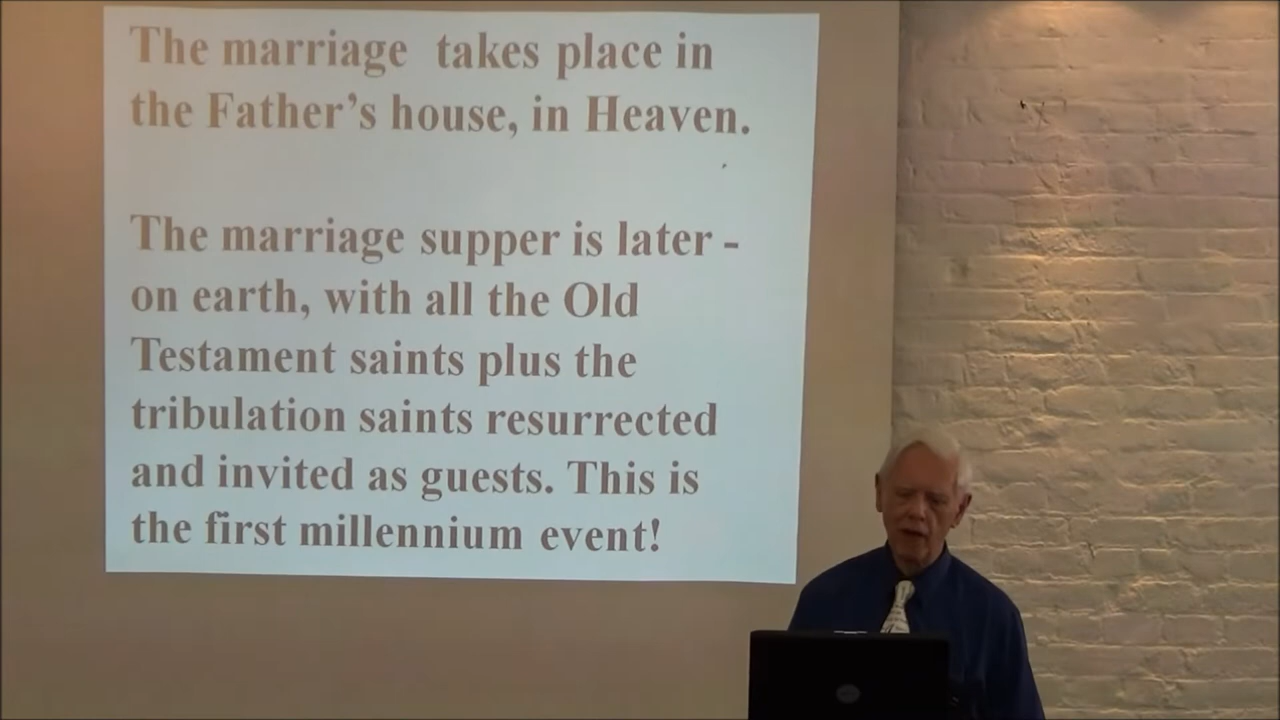 The marriage takes place in
the Father's house, in Heaven.
The marriage supper is later -
on earth, with all the Old
Testament saints plus the
tribulation saints resurrected
and invited as guests. This is
the first millennium event!